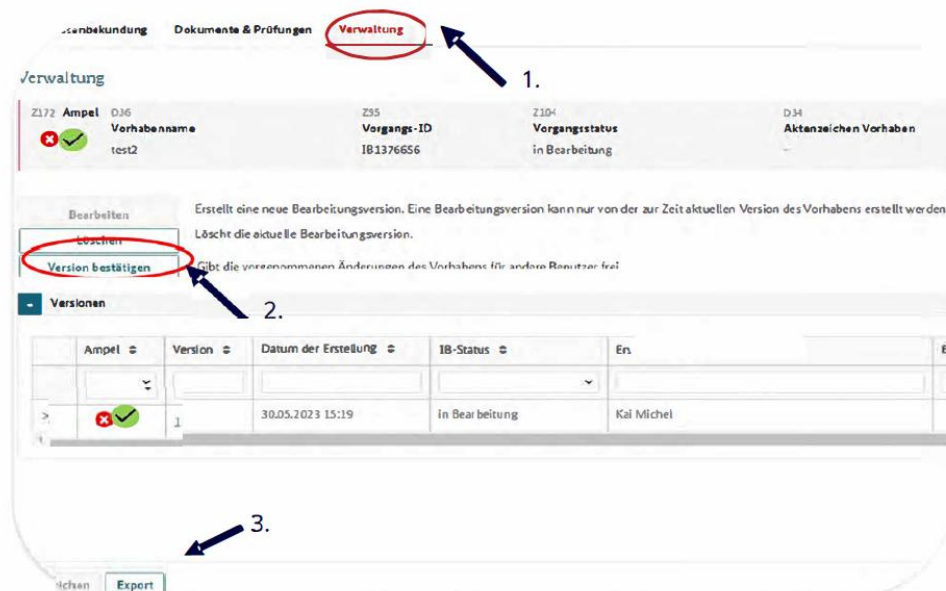 Dokumente & Prüfungen Verwaltung
1.
Verwaltung
Z172 Ampel D36 Z95 Z104 D34
Vorhabenname Vorgangs-ID Vorgangsstatus Aktenzeichen Vorhaben
test2 IB1376656 in Bearbeitung –
Bearbeiten Erstellt eine neue Bearbeitungsversion. Eine Bearbeitungsversion kann nur von der zur Zeit aktuellen Version des Vorhabens erstellt werden
Löschen Löscht die aktuelle Bearbeitungsversion.
Version bestätigen Gibt die vorgenommenen Änderungen des Vorhabens für andere Benutzer frei
2.
- Versionen
Ampel Version Datum der Erstellung IB-Status
> 1 30.05.2023 15:19 in Bearbeitung Kai Michel
3.
Export